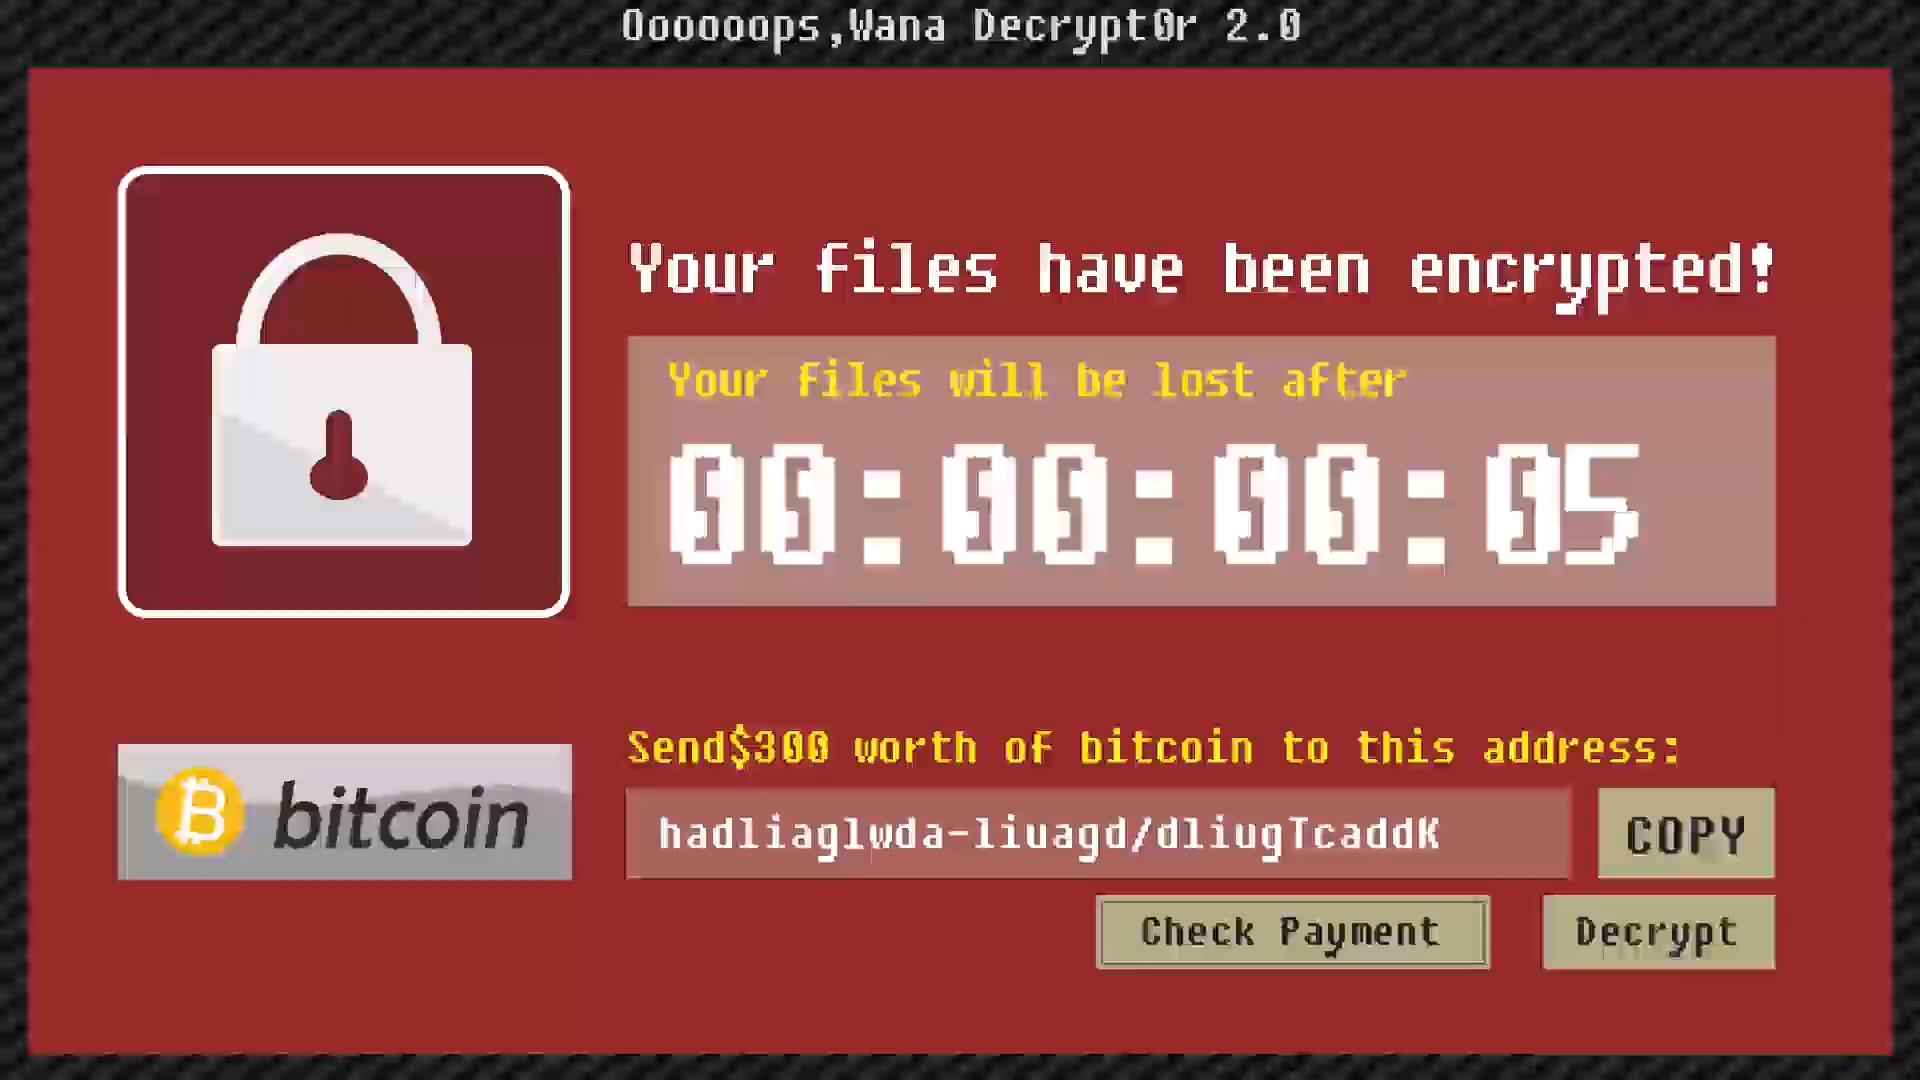 Oooooops,Wana Decrypt0r 2.0
Your files have been encrypted!
Your files will be lost after
00:00:00:05
bitcoin
Send$300 worth of bitcoin to this address:
hadliaglwda-liuagd/dliugTcaddK
COPY
Check Payment
Decrypt